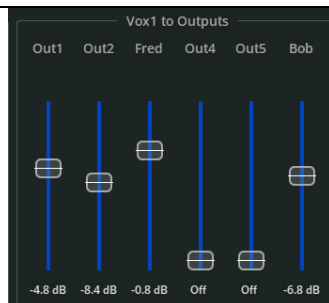 Vox1 to Outputs
Out1 Out2 Fred Out4 Out5 Bob
-4.8 dB -8.4 dB -0.8 dB Off Off -6.8 dB